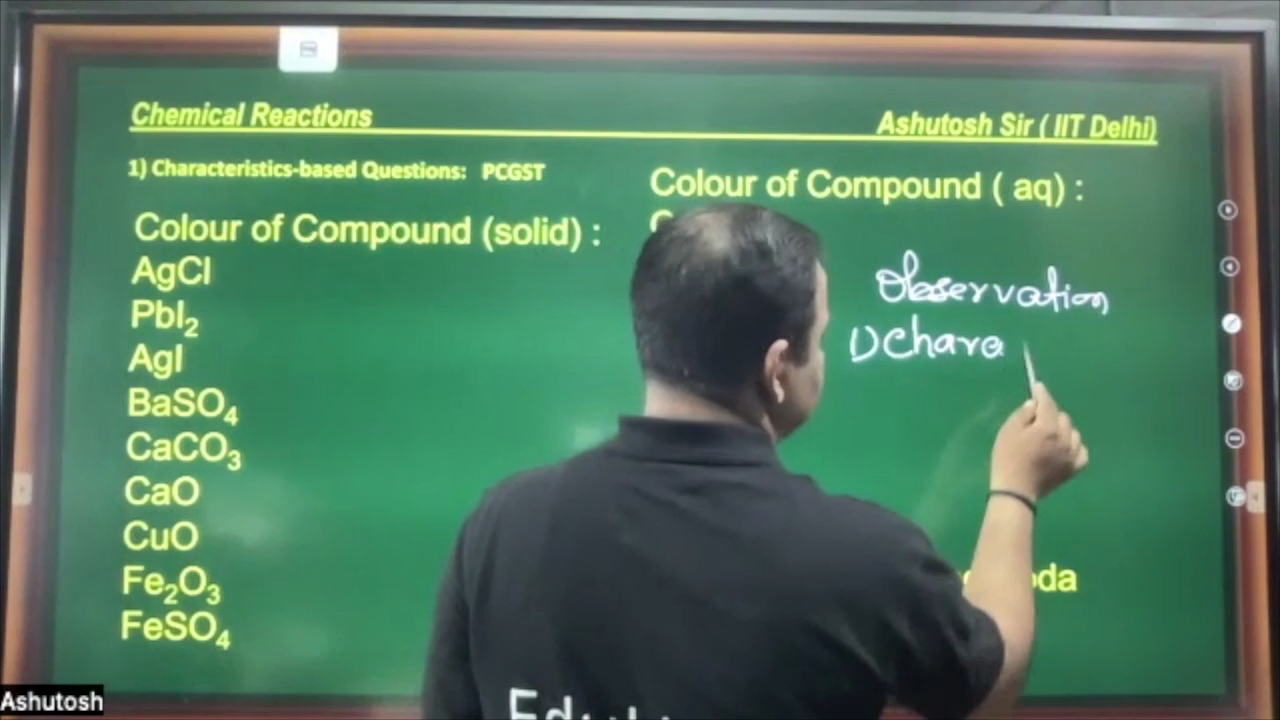 Chemical Reactions
Ashutosh Sir ( IIT Delhi)
1) Characteristics-based Questions: PCGST
Colour of Compound (solid) :
AgCl
PbI₂
AgI
BaSO₄
CaCO₃
CaO
CuO
Fe₂O₃
FeSO₄
Colour of Compound ( aq) :
Observation
1) Chara
Ashutosh